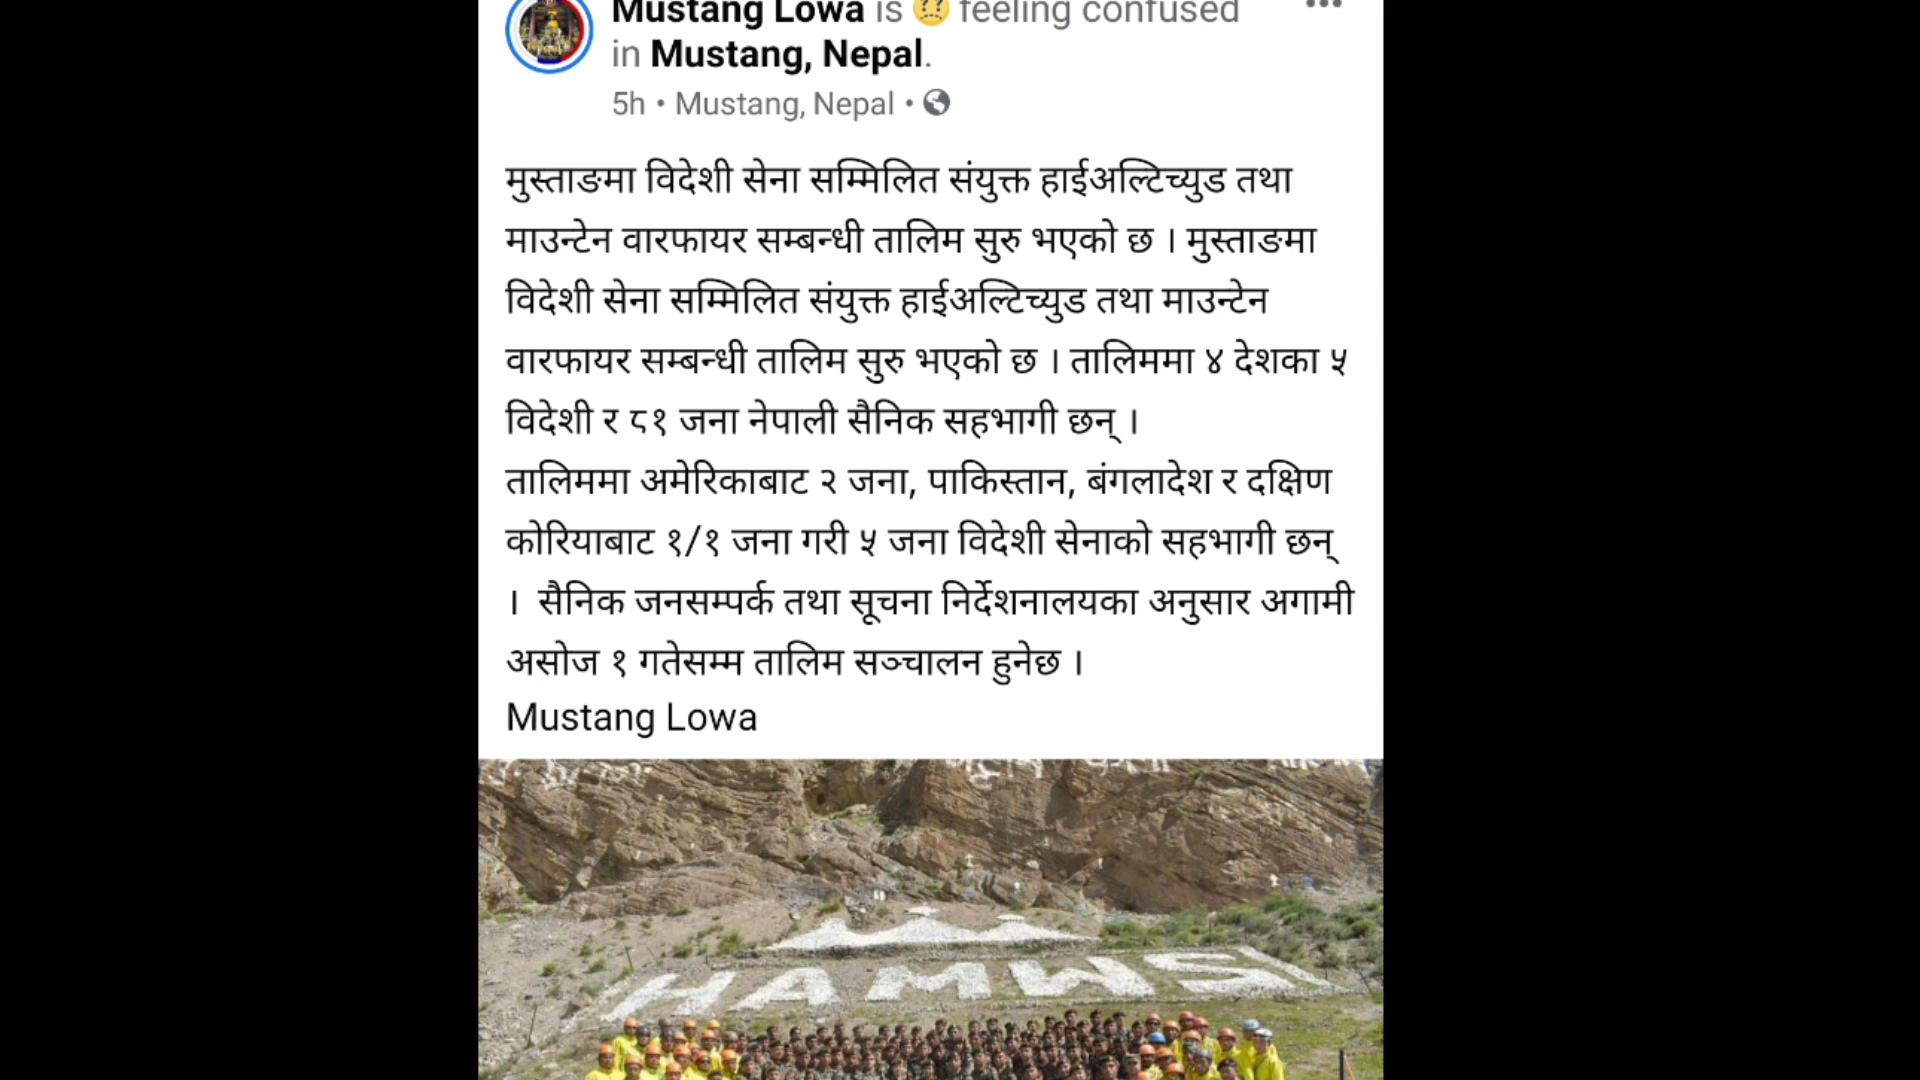 Mustang Lowa is feeling confused
in Mustang, Nepal.
5h • Mustang, Nepal •
मुस्ताङमा विदेशी सेना सम्मिलित संयुक्त हाईअल्टिच्युड तथा
माउन्टेन वारफायर सम्बन्धी तालिम सुरु भएको छ । मुस्ताङमा
विदेशी सेना सम्मिलित संयुक्त हाईअल्टिच्युड तथा माउन्टेन
वारफायर सम्बन्धी तालिम सुरु भएको छ । तालिममा ४ देशका ५
विदेशी र ८१ जना नेपाली सैनिक सहभागी छन् ।
तालिममा अमेरिकाबाट २ जना, पाकिस्तान, बंगलादेश र दक्षिण
कोरियाबाट १/१ जना गरी ५ जना विदेशी सेनाको सहभागी छन्
। सैनिक जनसम्पर्क तथा सूचना निर्देशनालयका अनुसार अगामी
असोज १ गतेसम्म तालिम सञ्चालन हुनेछ ।
Mustang Lowa
HAMWS